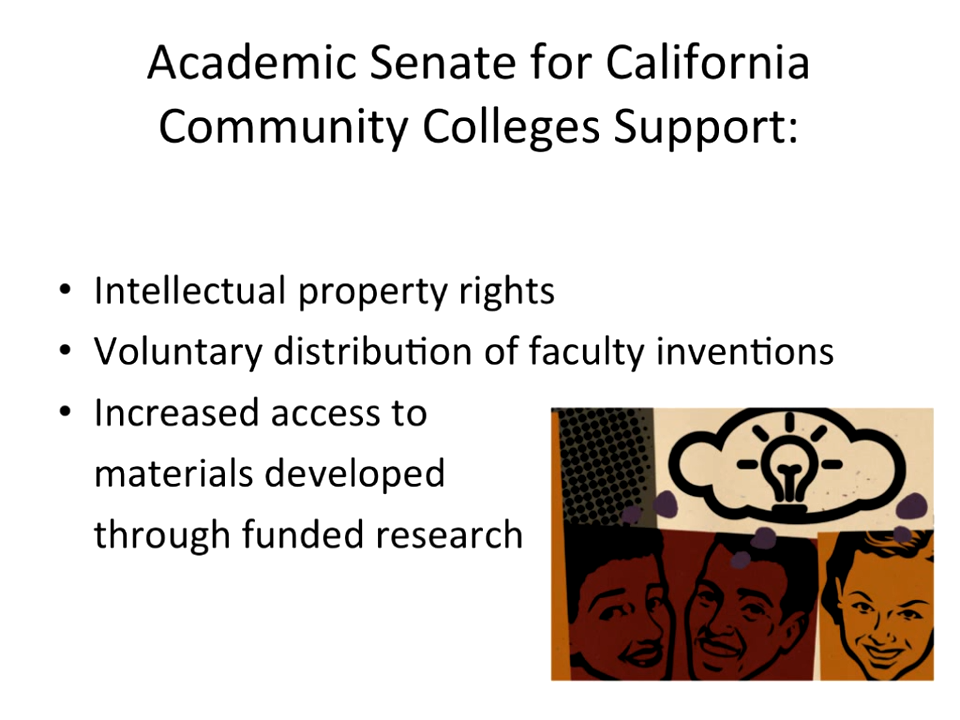 Academic Senate for California
Community Colleges Support:
• Intellectual property rights
• Voluntary distribution of faculty inventions
• Increased access to
materials developed
through funded research